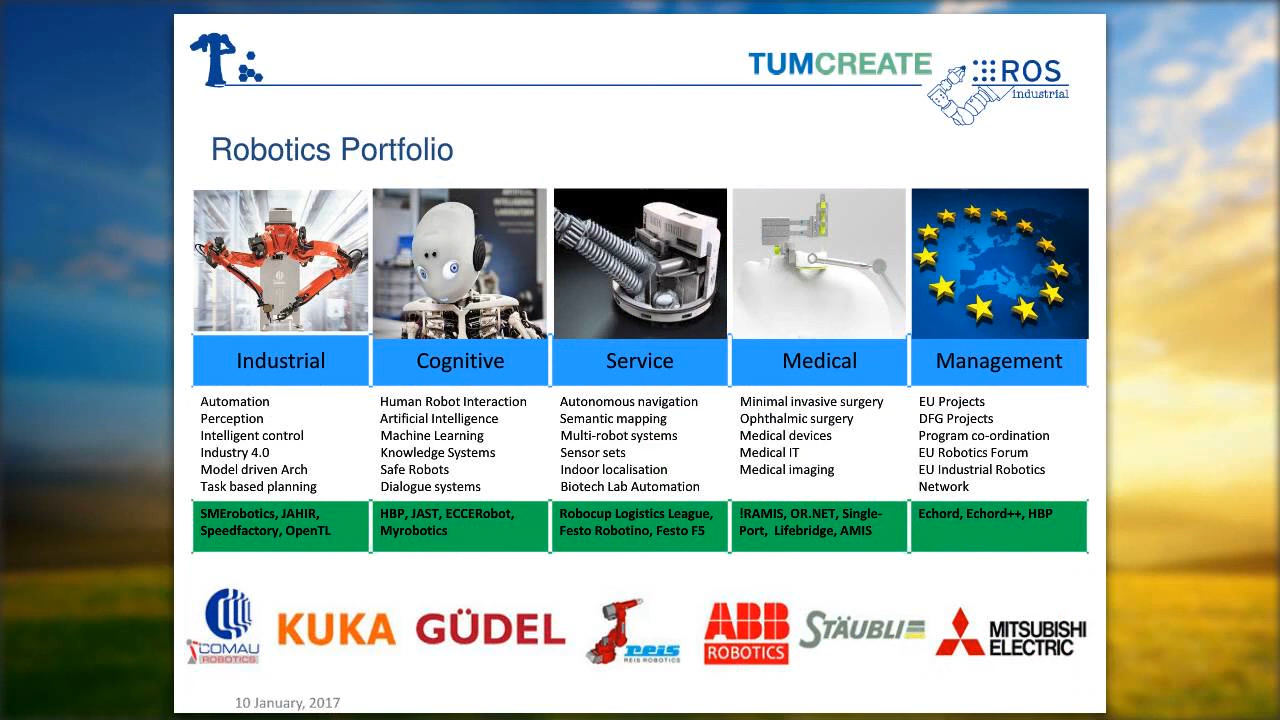 TUMCREATE
ROS
industrial
Robotics Portfolio
Industrial
Cognitive
Service
Medical
Management
Automation
Perception
Intelligent control
Industry 4.0
Model driven Arch
Task based planning
Human Robot Interaction
Artificial Intelligence
Machine Learning
Knowledge Systems
Safe Robots
Dialogue systems
Autonomous navigation
Semantic mapping
Multi-robot systems
Sensor sets
Indoor localisation
Biotech Lab Automation
Minimal invasive surgery
Ophthalmic surgery
Medical devices
Medical IT
Medical imaging
EU Projects
DFG Projects
Program co-ordination
EU Robotics Forum
EU Industrial Robotics
Network
SMErobotics, JAHIR,
Speedfactory, OpenTL
HBP, JAST, ECCERobot,
Myrobotics
Robocup Logistics League,
Festo Robotino, Festo F5
!RAMIS, OR.NET, Single-
Port, Lifebridge, AMIS
Echord, Echord++, HBP
COMAU
ROBOTICS
KUKA
GÜDEL
REIS
REIS ROBOTICS
ABB
ROBOTICS
STÄUBLI
MITSUBISHI
ELECTRIC
10 January, 2017